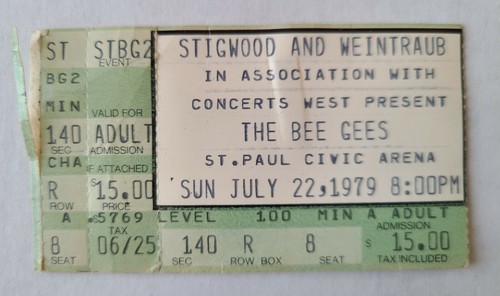 ST STBG2 STIGWOOD AND WEINTRAUB
EVENT
BG2 IN ASSOCIATION WITH
MIN VALID FOR CONCERTS WEST PRESENT
140 ADULT THE BEE GEES
SEC ADMISSION
CHA IF ATTACHED ST.PAUL CIVIC ARENA
R $15.00 SUN JULY 22,1979 8:00PM
ROW PRICE
A $5769 LEVEL 100 MIN A ADULT
TAX ADMISSION
8 06/25 140 R 8 $ 15.00
SEAT SEC ROW BOX SEAT TAX INCLUDED